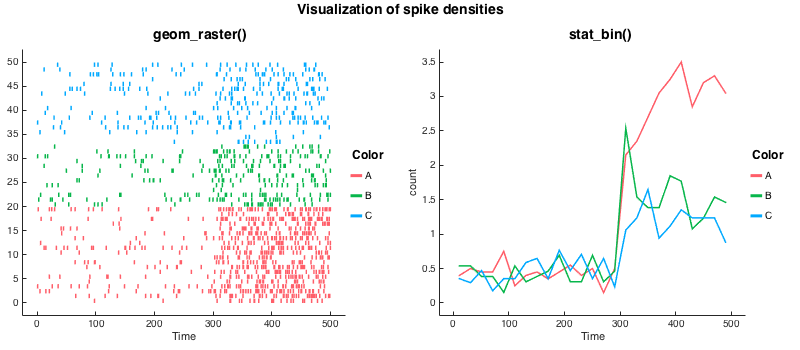 Visualization of spike densities
geom_raster()
50
45
40
35
30
25
20
15
10
5
0
0 100 200 300 400 500
Time
Color
A
B
C
stat_bin()
count
3.5
3
2.5
2
1.5
1
0.5
0
0 100 200 300 400 500
Time
Color
A
B
C